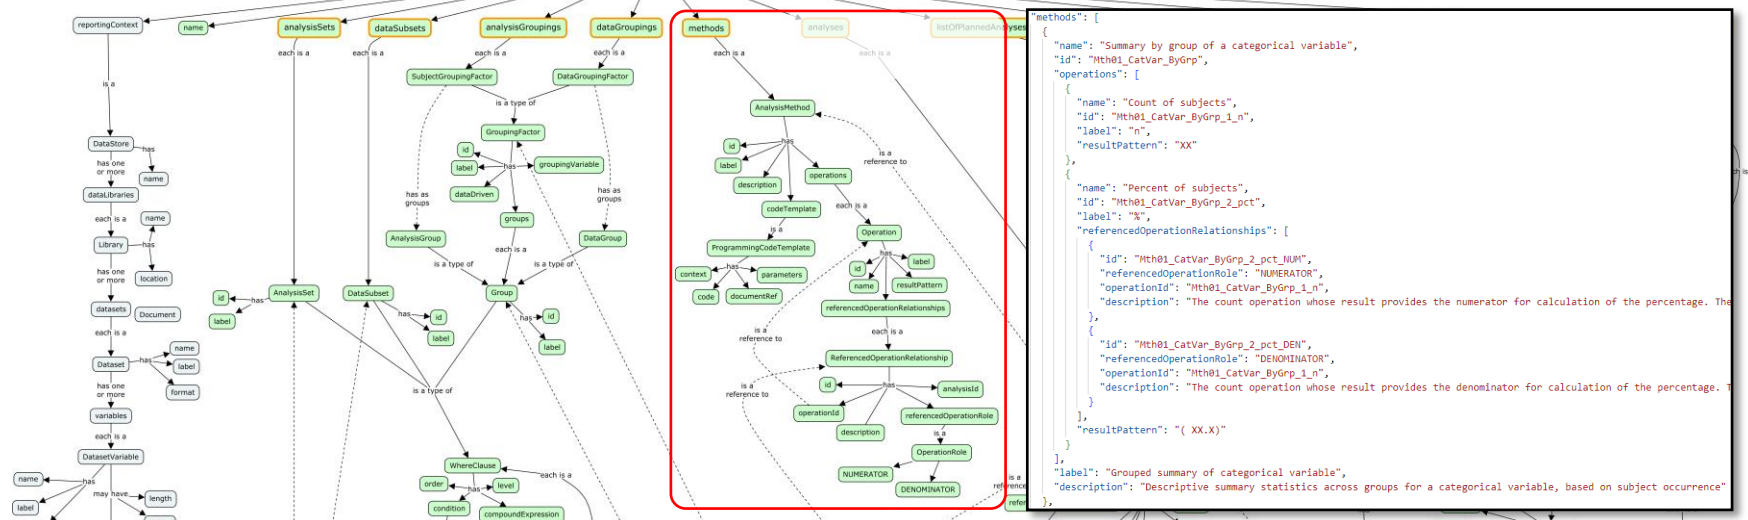 reportingContext
name
analysisSets
dataSubsets
analysisGroupings
dataGroupings
methods
analyses
listOfPlannedAnalyses
each is a
each is a
each is a
each is a
each is a
each is a
is a
SubjectGroupingFactor
DataGroupingFactor
is a type of
AnalysisMethod
GroupingFactor
DataStore
has
has one
or more
name
id
label
has
groupingVariable
dataDriven
dataLibraries
has as
groups
has as
groups
id
has
label
description
operations
is a
reference to
codeTemplate
each is a
each is a
name
groups
Library
has
AnalysisGroup
each is a
DataGroup
is a
Operation
ProgrammingCodeTemplate
has one
or more
location
is a type of
is a type of
context
has
parameters
code
documentRef
has
id
label
name
resultPattern
datasets
Document
id
has
AnalysisSet
label
DataSubset
has
id
label
Group
has
id
label
referencedOperationRelationships
each is a
each is a
is a
reference to
Dataset
has
name
label
format
ReferencedOperationRelationship
has one
or more
is a type of
is a
reference to
id
has
analysisId
variables
operationId
referencedOperationRole
description
each is a
is a
DatasetVariable
OperationRole
WhereClause
each is a
NUMERATOR
DENOMINATOR
name
has
label
may have
length
order
has
level
condition
compoundExpression
is a
reference
refer
h is
"methods": [
{
"name": "Summary by group of a categorical variable",
"id": "Mth01_CatVar_ByGrp",
"operations": [
{
"name": "Count of subjects",
"id": "Mth01_CatVar_ByGrp_1_n",
"label": "n",
"resultPattern": "XX"
},
{
"name": "Percent of subjects",
"id": "Mth01_CatVar_ByGrp_2_pct",
"label": "%",
"referencedOperationRelationships": [
{
"id": "Mth01_CatVar_ByGrp_2_pct_NUM",
"referencedOperationRole": "NUMERATOR",
"operationId": "Mth01_CatVar_ByGrp_1_n",
"description": "The count operation whose result provides the numerator for calculation of the percentage. The
},
{
"id": "Mth01_CatVar_ByGrp_2_pct_DEN",
"referencedOperationRole": "DENOMINATOR",
"operationId": "Mth01_CatVar_ByGrp_1_n",
"description": "The count operation whose result provides the denominator for calculation of the percentage. T
}
],
"resultPattern": "( XX.X)"
}
],
"label": "Grouped summary of categorical variable",
"description": "Descriptive summary statistics across groups for a categorical variable, based on subject occurrence"
},